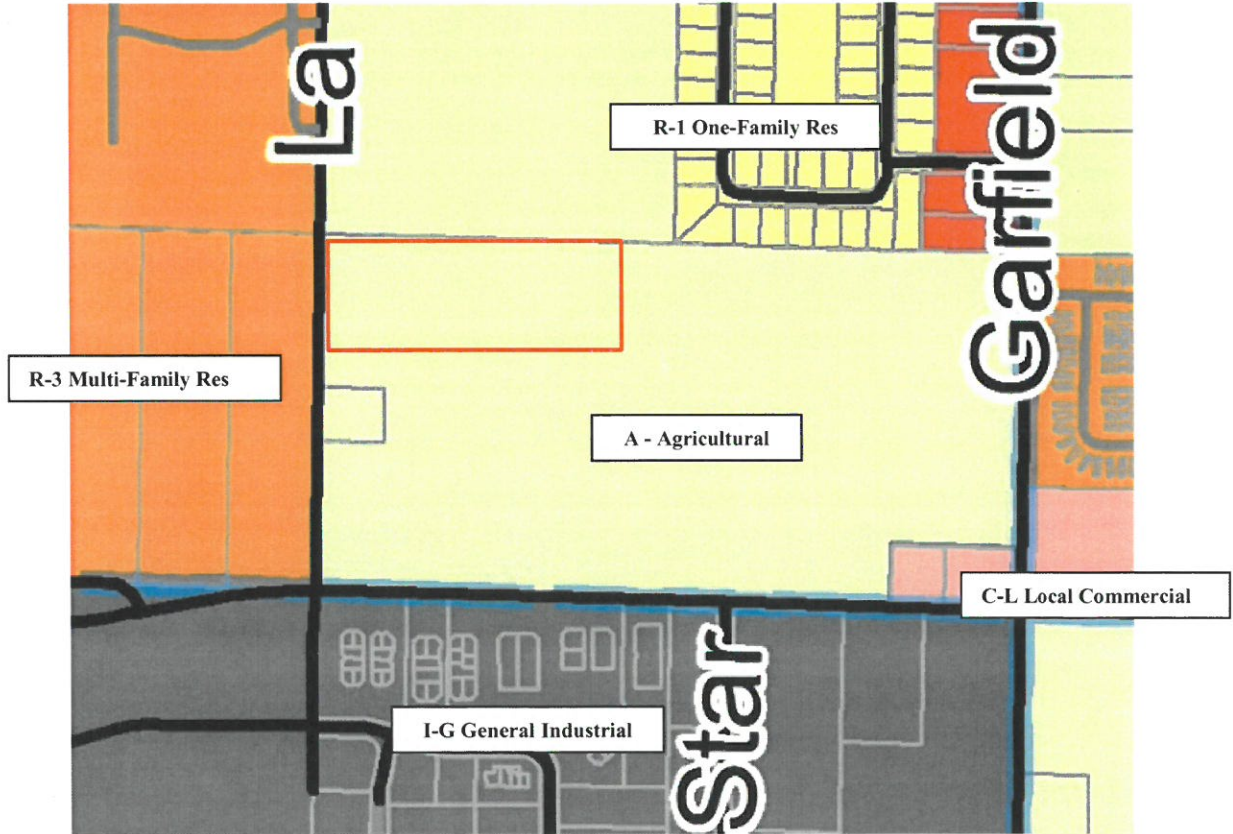 La
Garfield
R-1 One-Family Res
R-3 Multi-Family Res
A - Agricultural
C-L Local Commercial
Star
I-G General Industrial